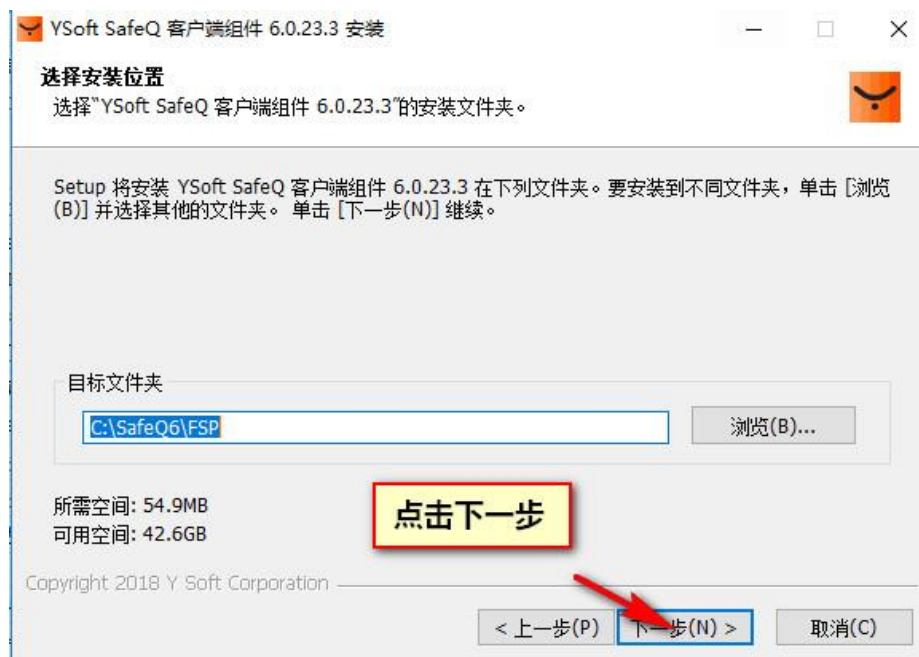 YSoft SafeQ 客户端组件 6.0.23.3 安装
选择安装位置
选择“YSoft SafeQ 客户端组件 6.0.23.3”的安装文件夹。
Setup 将安装 YSoft SafeQ 客户端组件 6.0.23.3 在下列文件夹。要安装到不同文件夹，单击 [浏览
(B)] 并选择其他的文件夹。 单击 [下一步(N)] 继续。
目标文件夹
C:\SafeQ6\FSP
浏览(B)...
所需空间: 54.9MB
可用空间: 42.6GB
点击下一步
Copyright 2018 Y Soft Corporation
< 上一步(P)
下一步(N) >
取消(C)